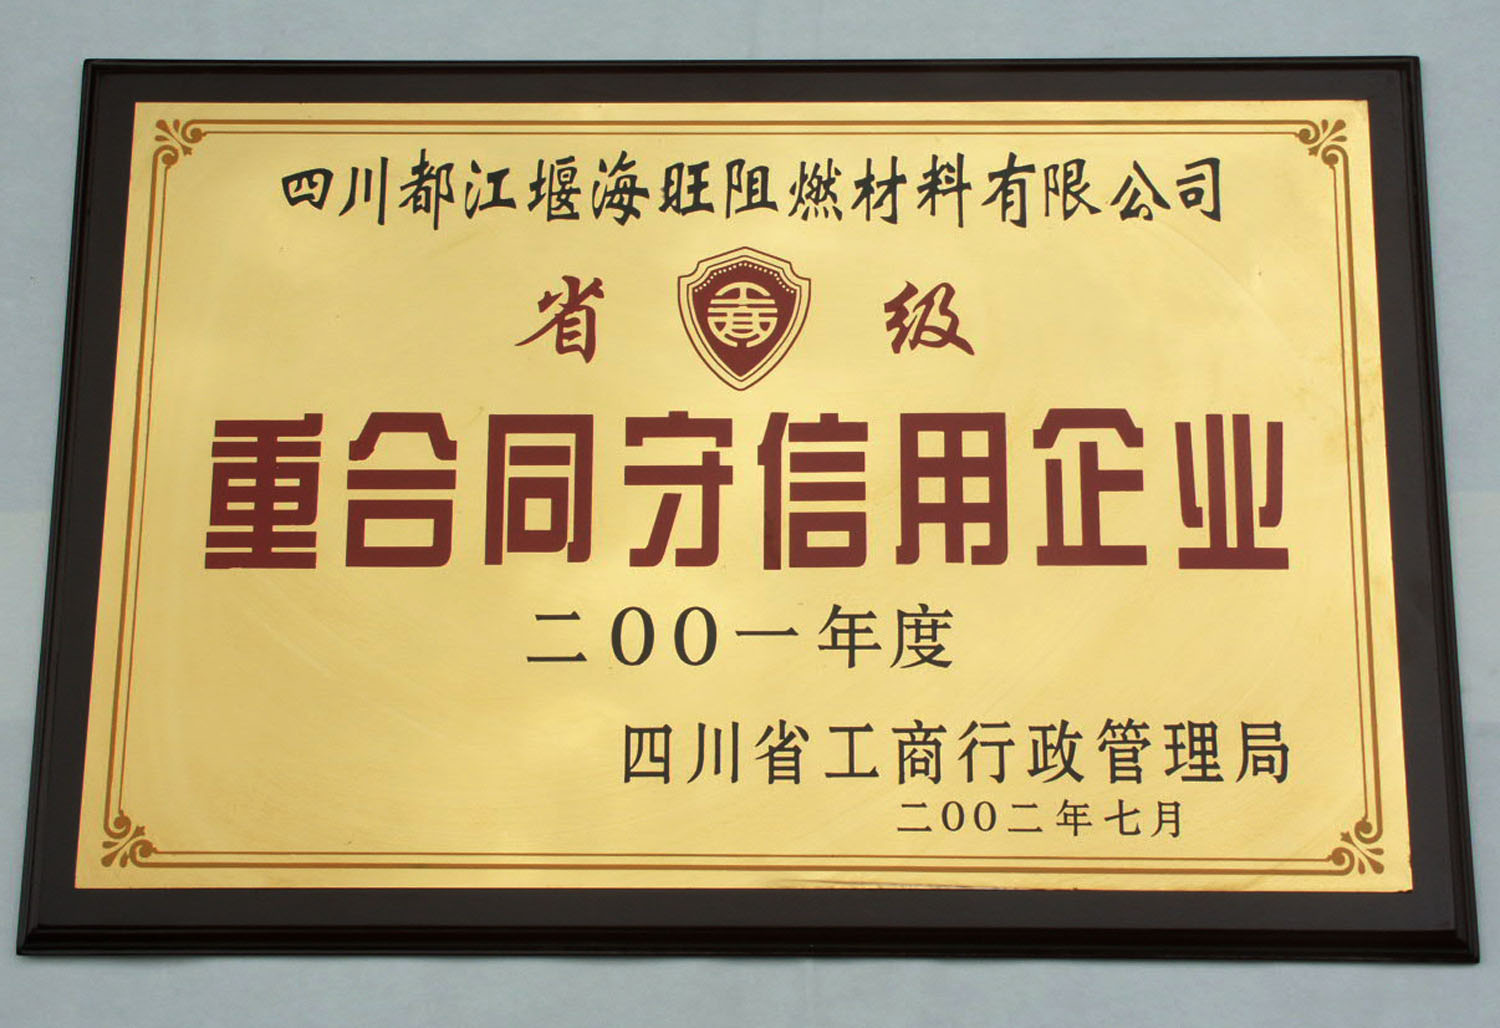 四川都江堰海旺阻燃材料有限公司
省 级
重合同守信用企业
二00一年度
四川省工商行政管理局
二00二年七月